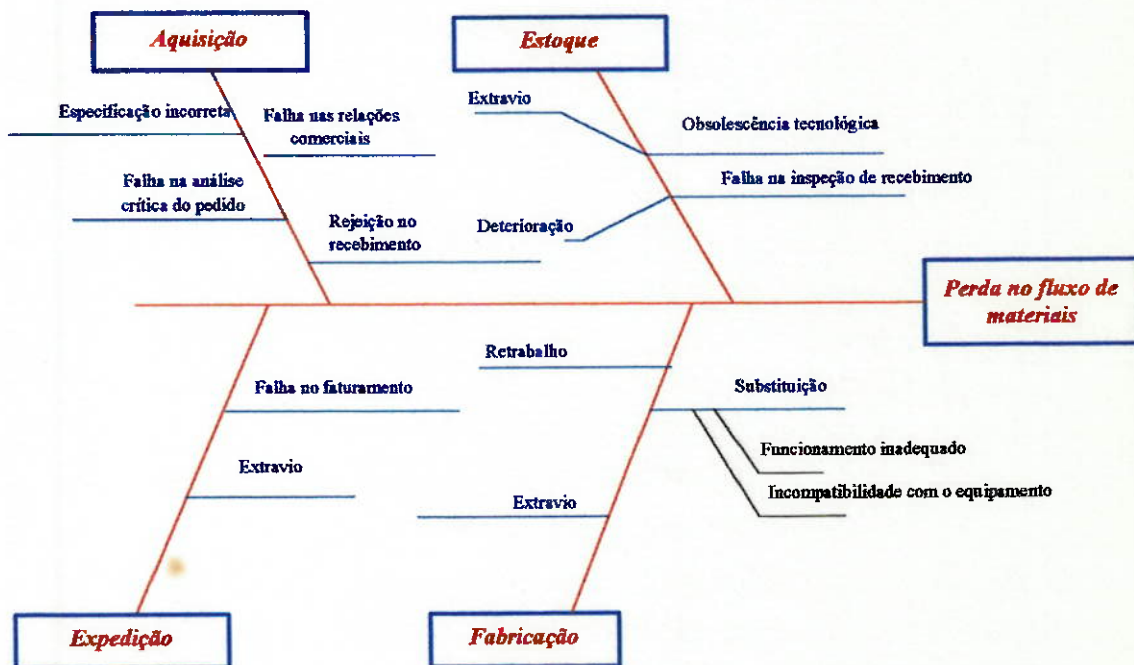 Aquisição
Estoque
Especificação incorreta
Falha nas relações
comerciais
Extravio
Obsolescência tecnológica
Falha na análise
crítica do pedido
Falha na inspeção de recebimento
Rejeição no
recebimento
Deterioração
Perda no fluxo de
materiais
Retrabalho
Falha no faturamento
Substituição
Funcionamento inadequado
Extravio
Incompatibilidade com o equipamento
Extravio
Expedição
Fabricação